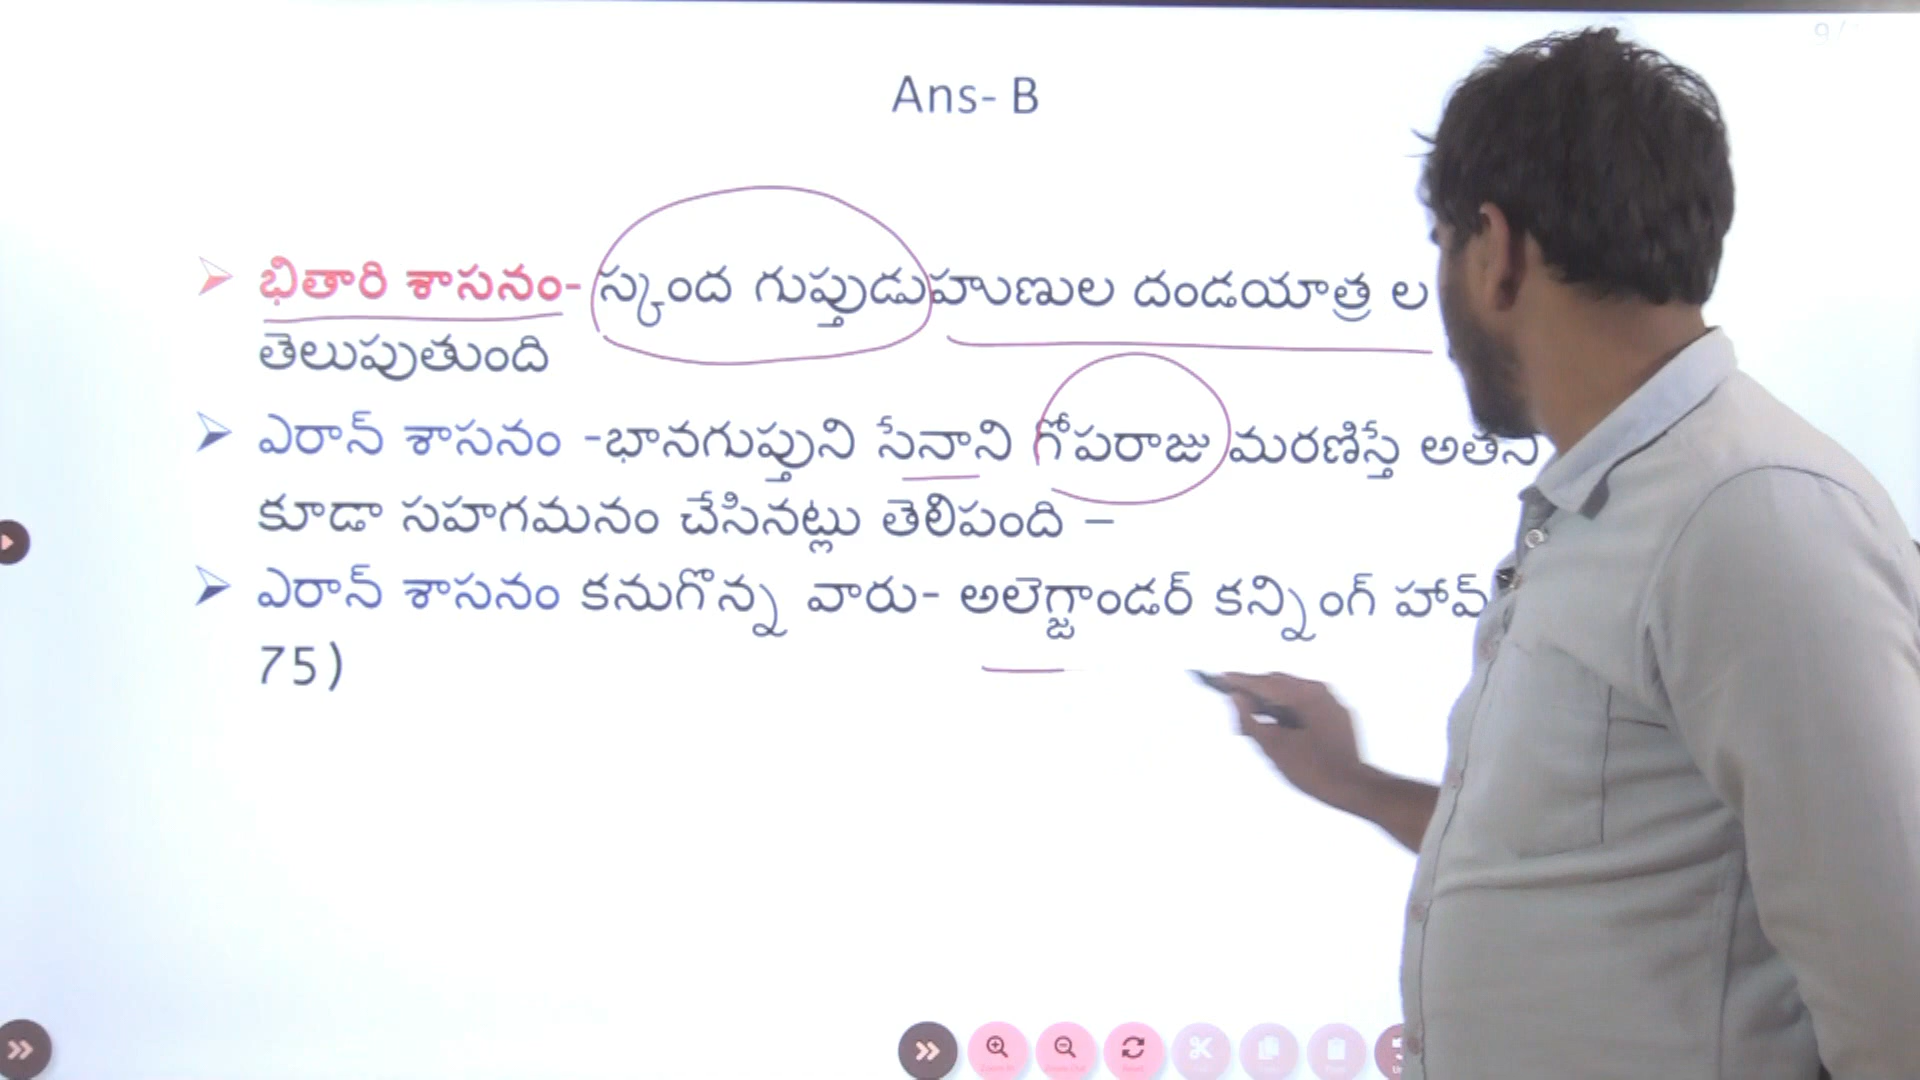 Ans- B
భితారి శాసనం- స్కంద గుప్తుడు హుణుల దండయాత్ర ల
తెలుపుతుంది
ఎరాన్ శాసనం -భానగుప్తుని సేనాని గోపరాజు మరణిస్తే అతని
కూడా సహగమనం చేసినట్లు తెలిపంది –
ఎరాన్ శాసనం కనుగొన్న వారు- అలెగ్జాండర్ కన్నింగ్ హామ్
75)